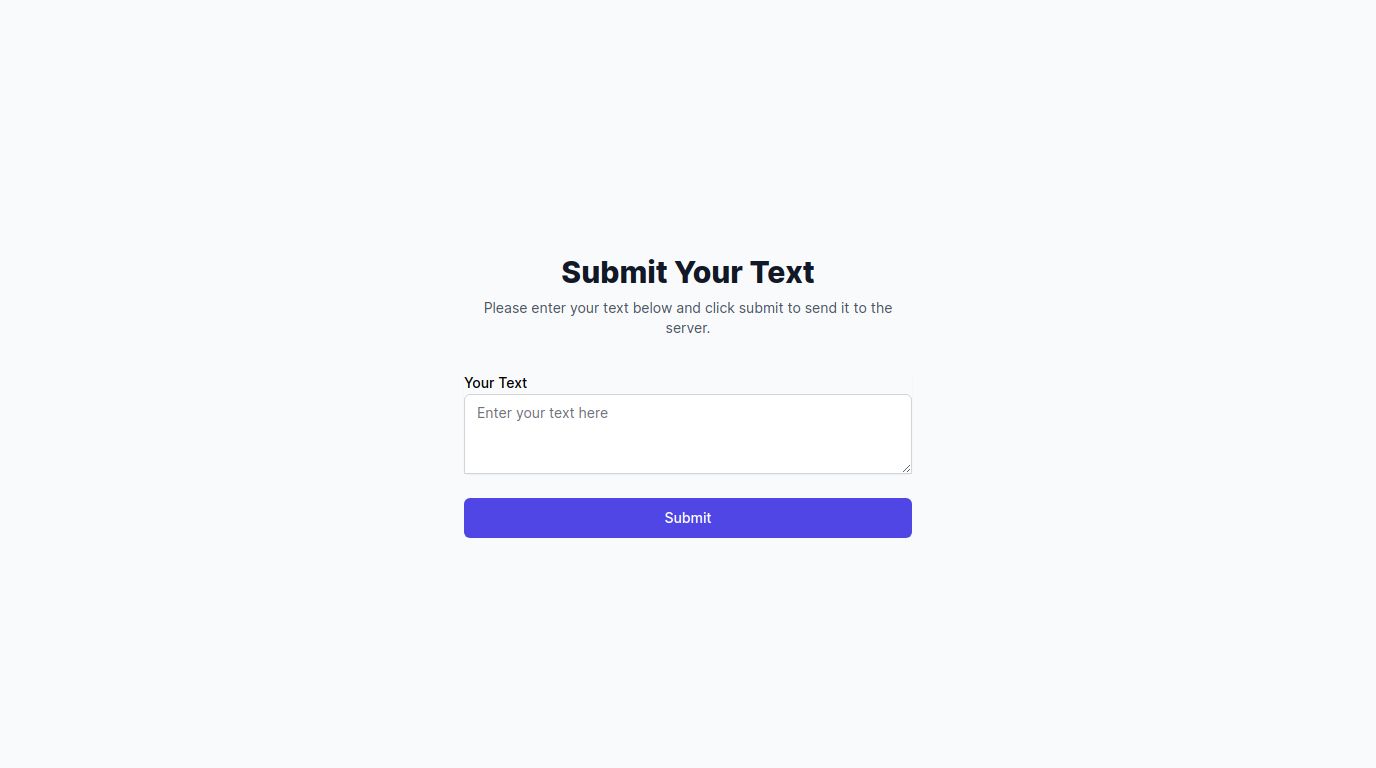 Submit Your Text
Please enter your text below and click submit to send it to the
server.
Your Text
Enter your text here
Submit